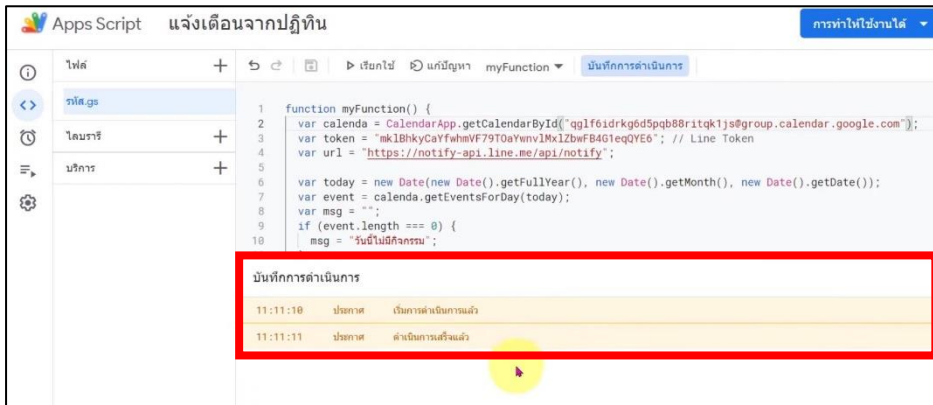 Apps Script แจ้งเตือนจากปฏิทิน การทำให้ใช้งานได้
ไฟล์
เรียกใช้ แก้ปัญหา myFunction บันทึกการดำเนินการ
รหัส.gs
ไลบรารี
บริการ
1 function myFunction() {
2 var calenda = CalendarApp.getCalendarById("qglf6idrkg6d5pqb88ritqk1js@group.calendar.google.com");
3 var token = "mklBhkyCaYfwhmVF79TOaYwnvlMxlZbwFB4G1eqQYE6"; // Line Token
4 var url = "https://notify-api.line.me/api/notify";
5
6 var today = new Date(new Date().getFullYear(), new Date().getMonth(), new Date().getDate());
7 var event = calenda.getEventsForDay(today);
8 var msg = "";
9 if (event.length === 0) {
10 msg = "วันนี้ไม่มีกิจกรรม";
บันทึกการดำเนินการ
11:11:10 ประกาศ เริ่มการดำเนินการแล้ว
11:11:11 ประกาศ ดำเนินการเสร็จแล้ว